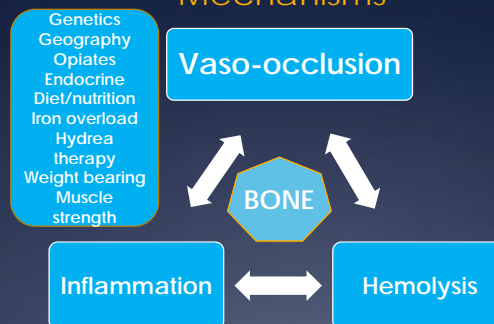 Mechanisms
Genetics
Geography
Opiates
Endocrine
Diet/nutrition
Iron overload
Hydrea
therapy
Weight bearing
Muscle
strength
Vaso-occlusion
BONE
Inflammation
Hemolysis